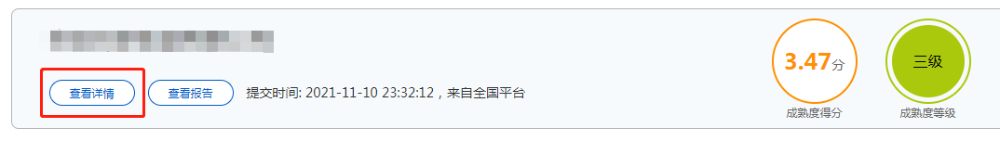 查看详情
查看报告
提交时间: 2021-11-10 23:32:12，来自全国平台
3.47分
成熟度得分
三级
成熟度等级